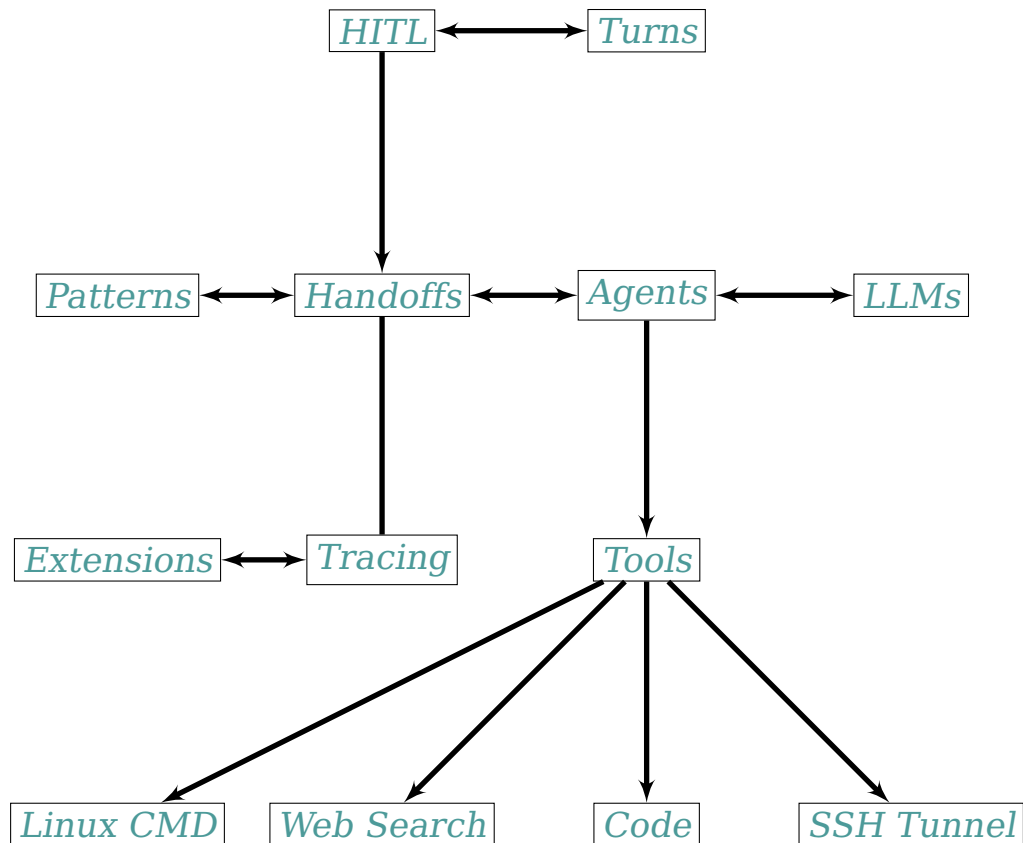 HITL
Turns
Patterns
Handoffs
Agents
LLMs
Extensions
Tracing
Tools
Linux CMD
Web Search
Code
SSH Tunnel